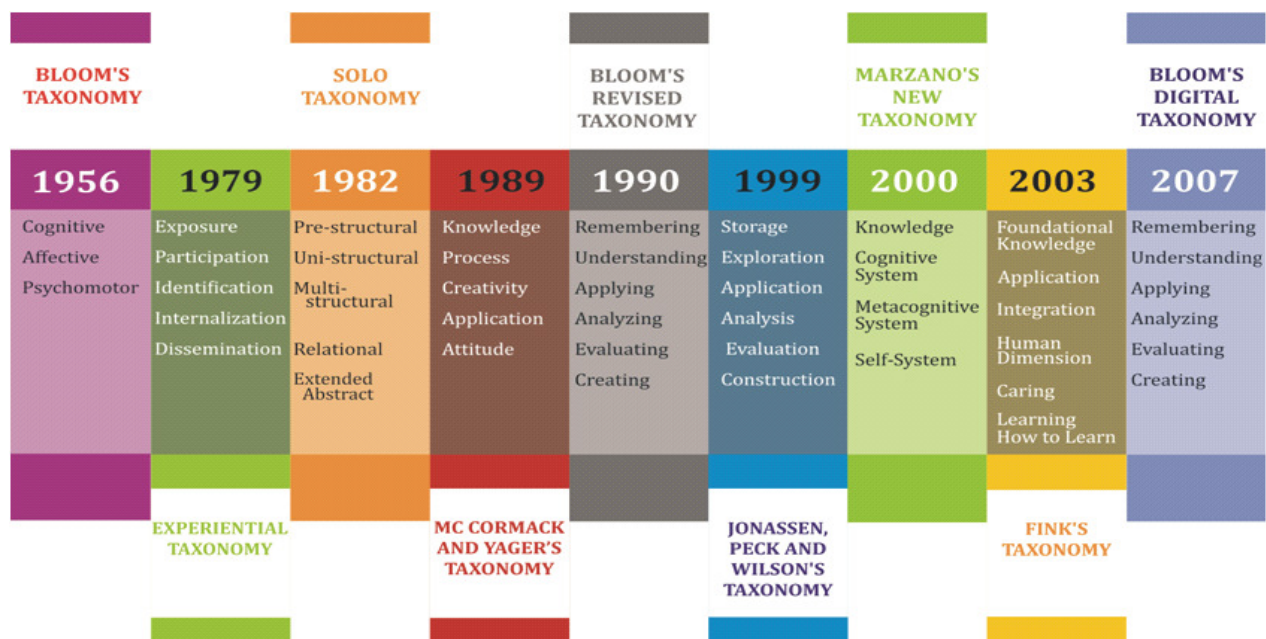 BLOOM'S
TAXONOMY
SOLO
TAXONOMY
BLOOM'S
REVISED
TAXONOMY
MARZANO'S
NEW
TAXONOMY
BLOOM'S
DIGITAL
TAXONOMY
1956
1979
1982
1989
1990
1999
2000
2003
2007
Cognitive
Affective
Psychomotor
Exposure
Participation
Identification
Internalization
Dissemination
Pre-structural
Uni-structural
Multi-
structural
Relational
Extended
Abstract
Knowledge
Process
Creativity
Application
Attitude
Remembering
Understanding
Applying
Analyzing
Evaluating
Creating
Storage
Exploration
Application
Analysis
Evaluation
Construction
Knowledge
Cognitive
System
Metacognitive
System
Self-System
Foundational
Knowledge
Application
Integration
Human
Dimension
Caring
Learning
How to Learn
Remembering
Understanding
Applying
Analyzing
Evaluating
Creating
EXPERIENTIAL
TAXONOMY
MC CORMACK
AND YAGER'S
TAXONOMY
JONASSEN,
PECK AND
WILSON'S
TAXONOMY
FINK'S
TAXONOMY